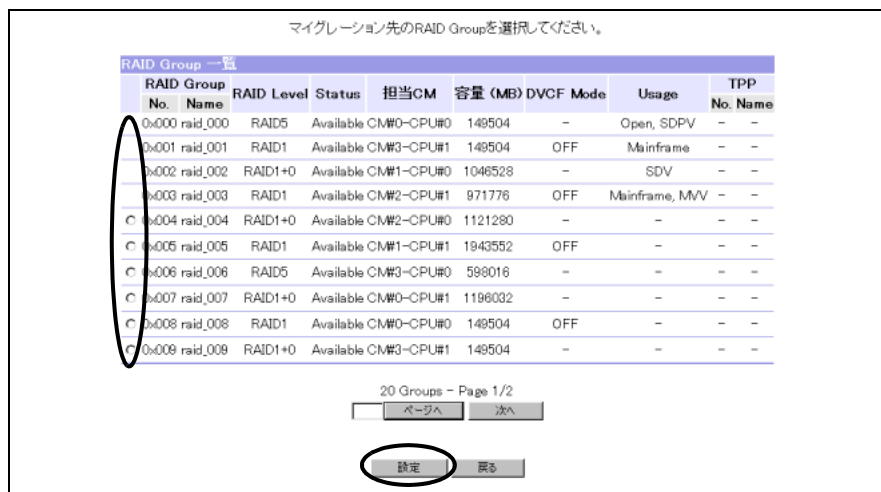 マイグレーション先のRAID Groupを選択してください。
RAID Group 一覧
RAID Group RAID Level Status 担当CM 容量 (MB) DVCF Mode Usage TPP
No. Name No. Name
0x000 raid_000 RAID5 Available CM#0-CPU#0 149504 - Open, SDPV - -
0x001 raid_001 RAID1 Available CM#3-CPU#1 149504 OFF Mainframe - -
0x002 raid_002 RAID1+0 Available CM#1-CPU#0 1046528 - SDV - -
0x003 raid_003 RAID1 Available CM#2-CPU#1 971776 OFF Mainframe, MVV - -
0x004 raid_004 RAID1+0 Available CM#2-CPU#0 1121280 - - - -
0x005 raid_005 RAID1 Available CM#1-CPU#1 1943552 OFF - - -
0x006 raid_006 RAID5 Available CM#3-CPU#0 598016 - - - -
0x007 raid_007 RAID1+0 Available CM#0-CPU#1 1196032 - - - -
0x008 raid_008 RAID1 Available CM#0-CPU#0 149504 OFF - - -
0x009 raid_009 RAID1+0 Available CM#3-CPU#1 149504 - - - -
20 Groups - Page 1/2
ページへ 次へ
設定 戻る